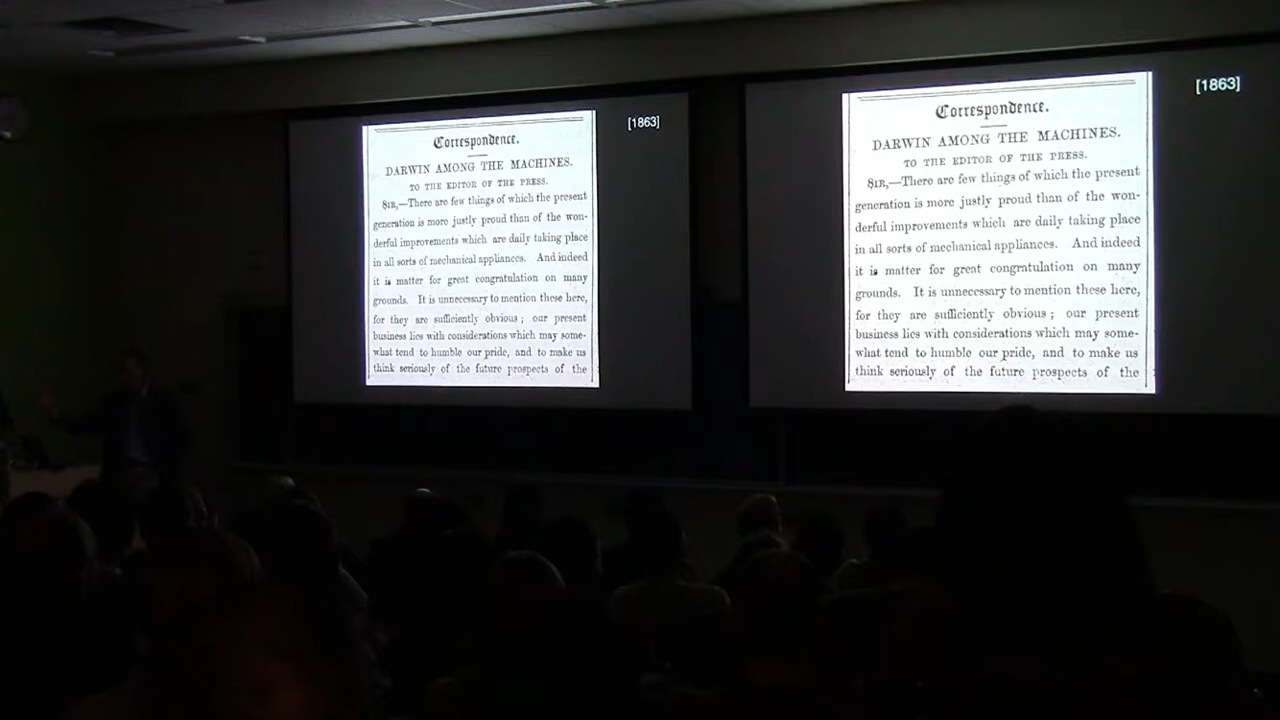 [1863]
Correspondence.
DARWIN AMONG THE MACHINES.
TO THE EDITOR OF THE PRESS.
SIR,—There are few things of which the present
generation is more justly proud than of the won-
derful improvements which are daily taking place
in all sorts of mechanical appliances. And indeed
it is matter for great congratulation on many
grounds. It is unnecessary to mention these here,
for they are sufficiently obvious; our present
business lies with considerations which may some-
what tend to humble our pride, and to make us
think seriously of the future prospects of the
[1863]
Correspondence.
DARWIN AMONG THE MACHINES.
TO THE EDITOR OF THE PRESS.
SIR,—There are few things of which the present
generation is more justly proud than of the won-
derful improvements which are daily taking place
in all sorts of mechanical appliances. And indeed
it is matter for great congratulation on many
grounds. It is unnecessary to mention these here,
for they are sufficiently obvious; our present
business lies with considerations which may some-
what tend to humble our pride, and to make us
think seriously of the future prospects of the